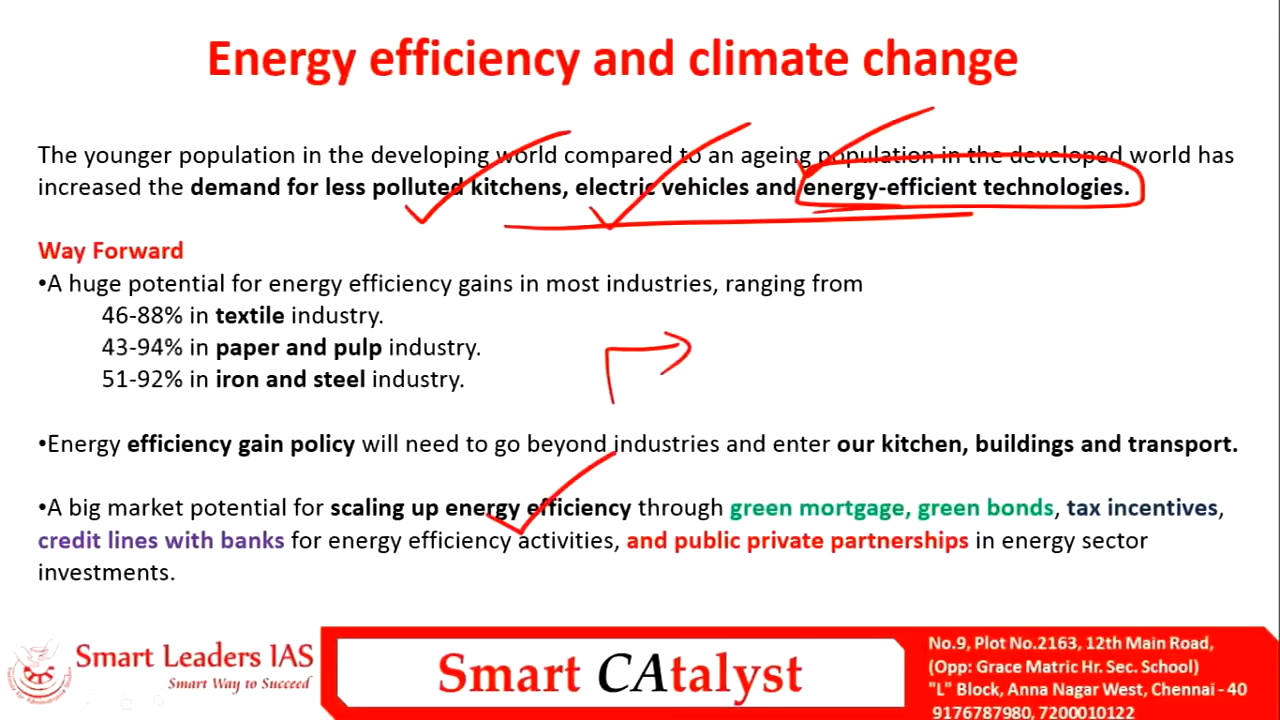 Energy efficiency and climate change
The younger population in the developing world compared to an ageing population in the developed world has
increased the demand for less polluted kitchens, electric vehicles and energy-efficient technologies.
Way Forward
•A huge potential for energy efficiency gains in most industries, ranging from
46-88% in textile industry.
43-94% in paper and pulp industry.
51-92% in iron and steel industry.
•Energy efficiency gain policy will need to go beyond industries and enter our kitchen, buildings and transport.
•A big market potential for scaling up energy efficiency through green mortgage, green bonds, tax incentives,
credit lines with banks for energy efficiency activities, and public private partnerships in energy sector
investments.
Smart Leaders IAS
Smart Way to Succeed
Smart CAtalyst
No.9, Plot No.2163, 12th Main Road,
(Opp: Grace Matric Hr. Sec. School)
"L" Block, Anna Nagar West, Chennai - 40
9176787980, 7200010122